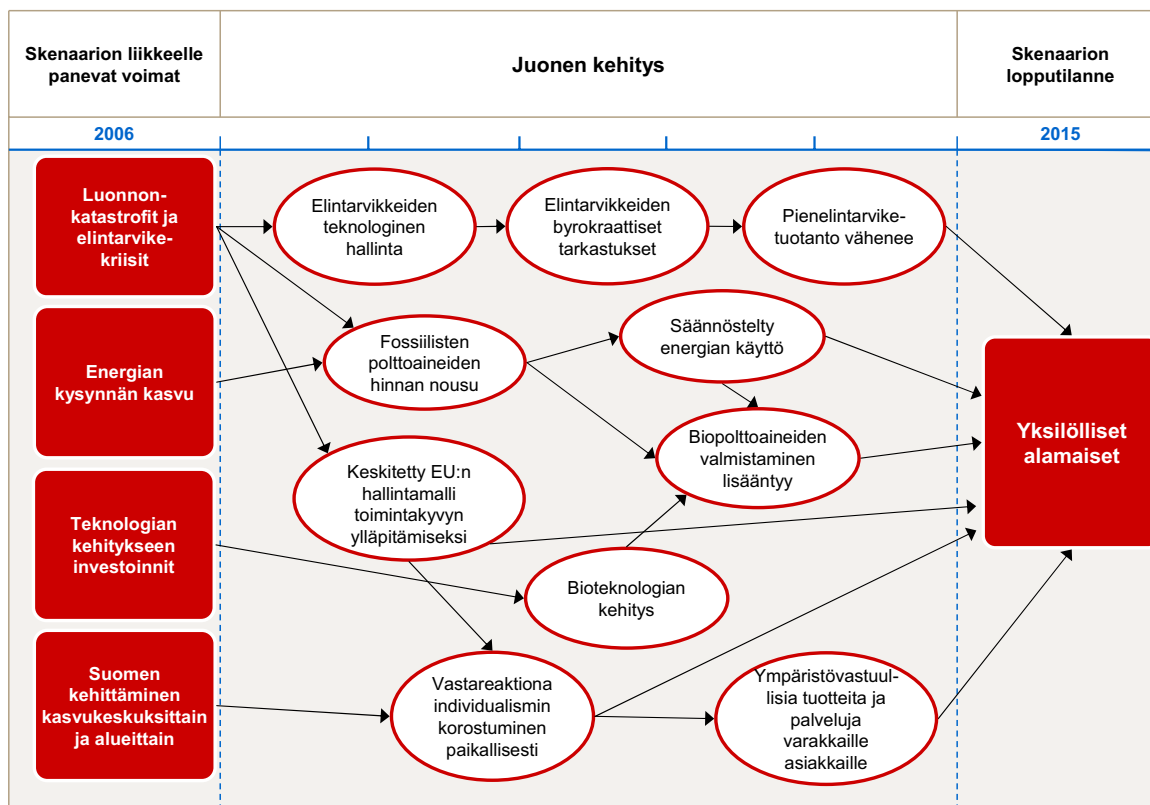 Skenaarion liikkeelle
panevat voimat
Juonen kehitys
Skenaarion
lopputilanne
2006
2015
Luonnon-
katastrofit ja
elintarvike-
kriisit
Elintarvikkeiden
teknologinen
hallinta
Elintarvikkeiden
byrokraattiset
tarkastukset
Pienelintarvike-
tuotanto vähenee
Energian
kysynnän kasvu
Fossiilisten
polttoaineiden
hinnan nousu
Säännöstelty
energian käyttö
Biopolttoaineiden
valmistaminen
lisääntyy
Yksilölliset
alamaiset
Keskitetty EU:n
hallintamalli
toimintakyvyn
ylläpitämiseksi
Teknologian
kehitykseen
investoinnit
Bioteknologian
kehitys
Suomen
kehittäminen
kasvukeskuksittain
ja alueittain
Vastareaktiona
individualismin
korostuminen
paikallisesti
Ympäristövastuul-
lisia tuotteita ja
palveluja
varakkaille
asiakkaille